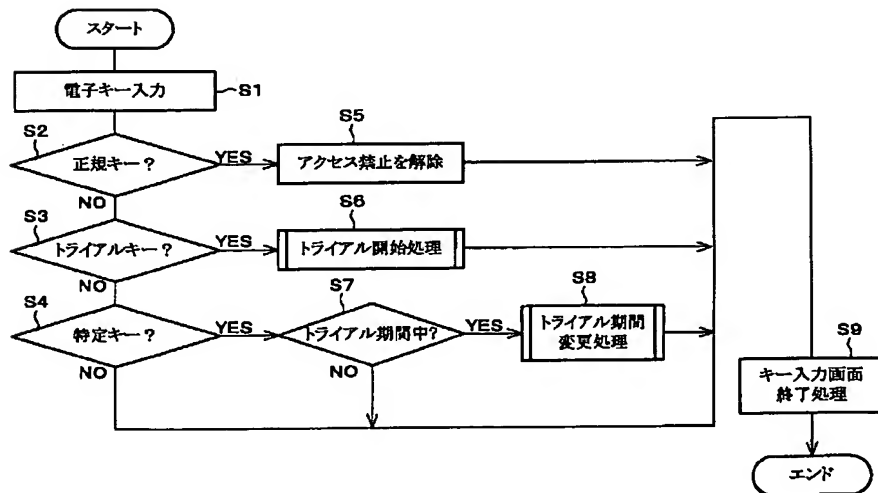 スタート
電子キー入力
S1
S2
正規キー?
YES
NO
S5
アクセス禁止を解除
S3
トライアルキー?
YES
NO
S6
トライアル開始処理
S4
特定キー?
YES
NO
S7
トライアル期間中?
YES
NO
S8
トライアル期間
変更処理
S9
キー入力画面
終了処理
エンド